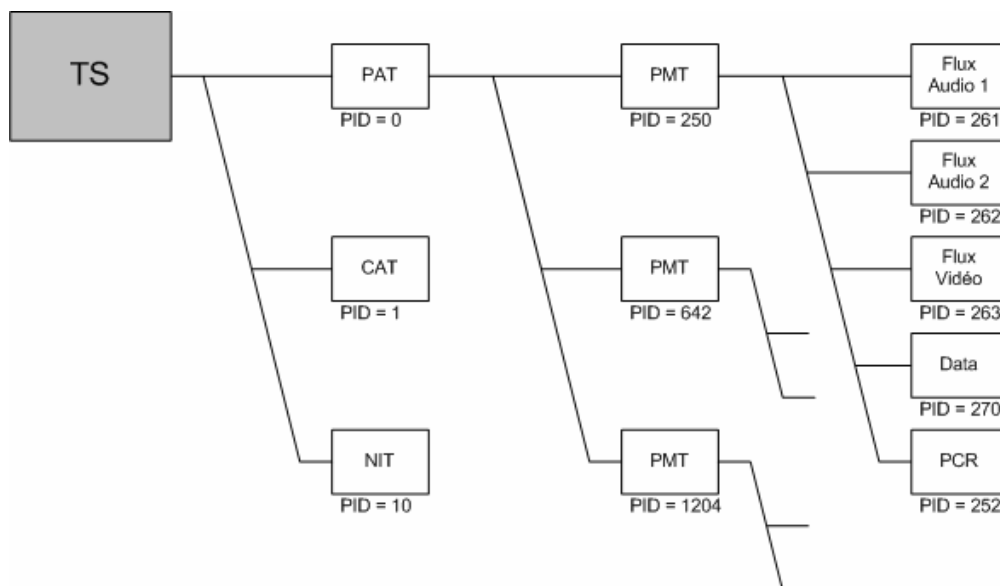 TS
PAT
PID = 0
CAT
PID = 1
NIT
PID = 10
PMT
PID = 250
PMT
PID = 642
PMT
PID = 1204
Flux
Audio 1
PID = 261
Flux
Audio 2
PID = 262
Flux
Vidéo
PID = 263
Data
PID = 270
PCR
PID = 252